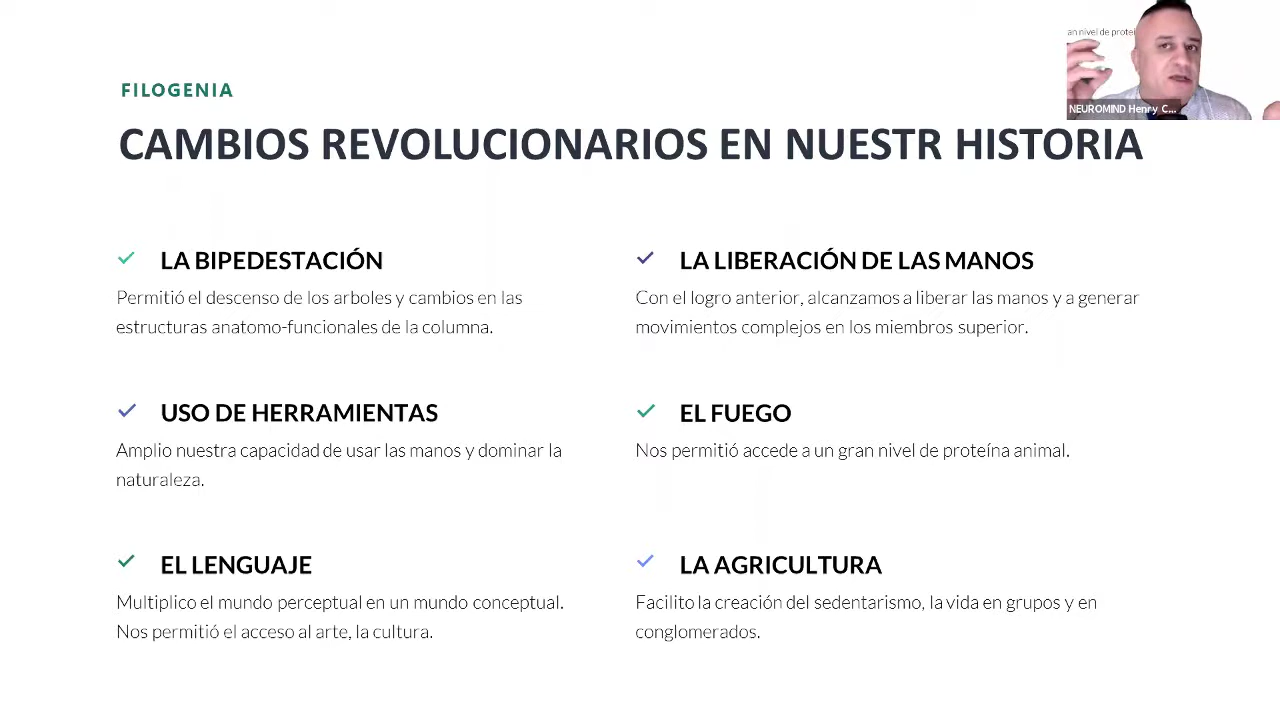 an nivel de protei
NEUROMIND Henry C...
FILOGENIA
CAMBIOS REVOLUCIONARIOS EN NUESTR HISTORIA
LA BIPEDESTACIÓN
Permitió el descenso de los arboles y cambios en las
estructuras anatomo-funcionales de la columna.
LA LIBERACIÓN DE LAS MANOS
Con el logro anterior, alcanzamos a liberar las manos y a generar
movimientos complejos en los miembros superior.
USO DE HERRAMIENTAS
Amplio nuestra capacidad de usar las manos y dominar la
naturaleza.
EL FUEGO
Nos permitió accede a un gran nivel de proteína animal.
EL LENGUAJE
Multiplico el mundo perceptual en un mundo conceptual.
Nos permitió el acceso al arte, la cultura.
LA AGRICULTURA
Facilito la creación del sedentarismo, la vida en grupos y en
conglomerados.